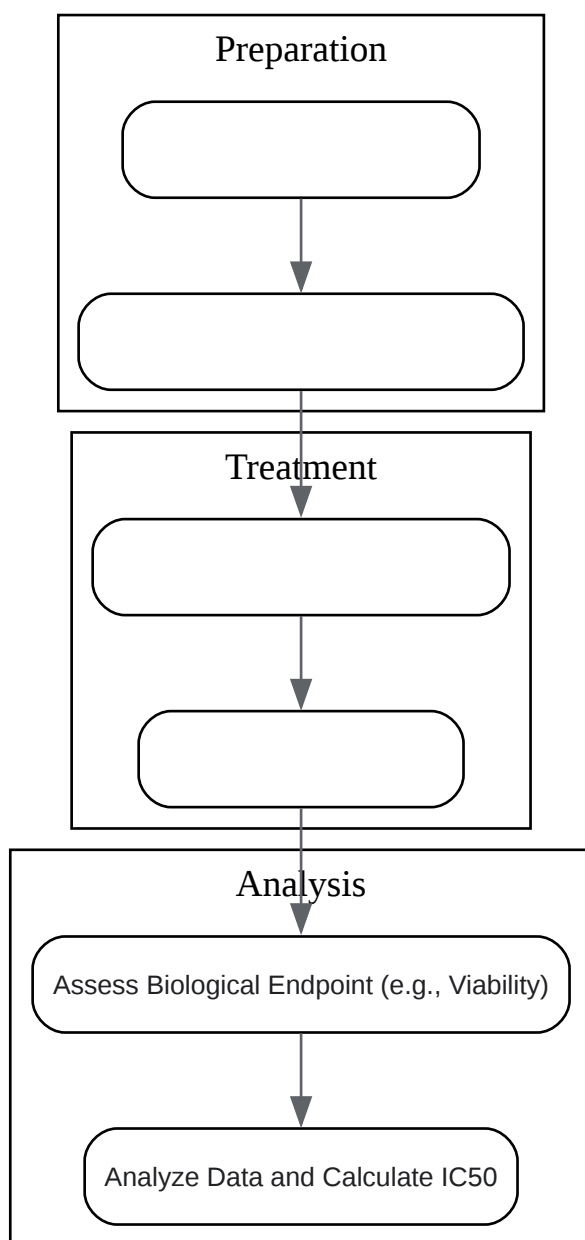 Preparation
Treatment
Analysis
Assess Biological Endpoint (e.g., Viability)
Analyze Data and Calculate IC50